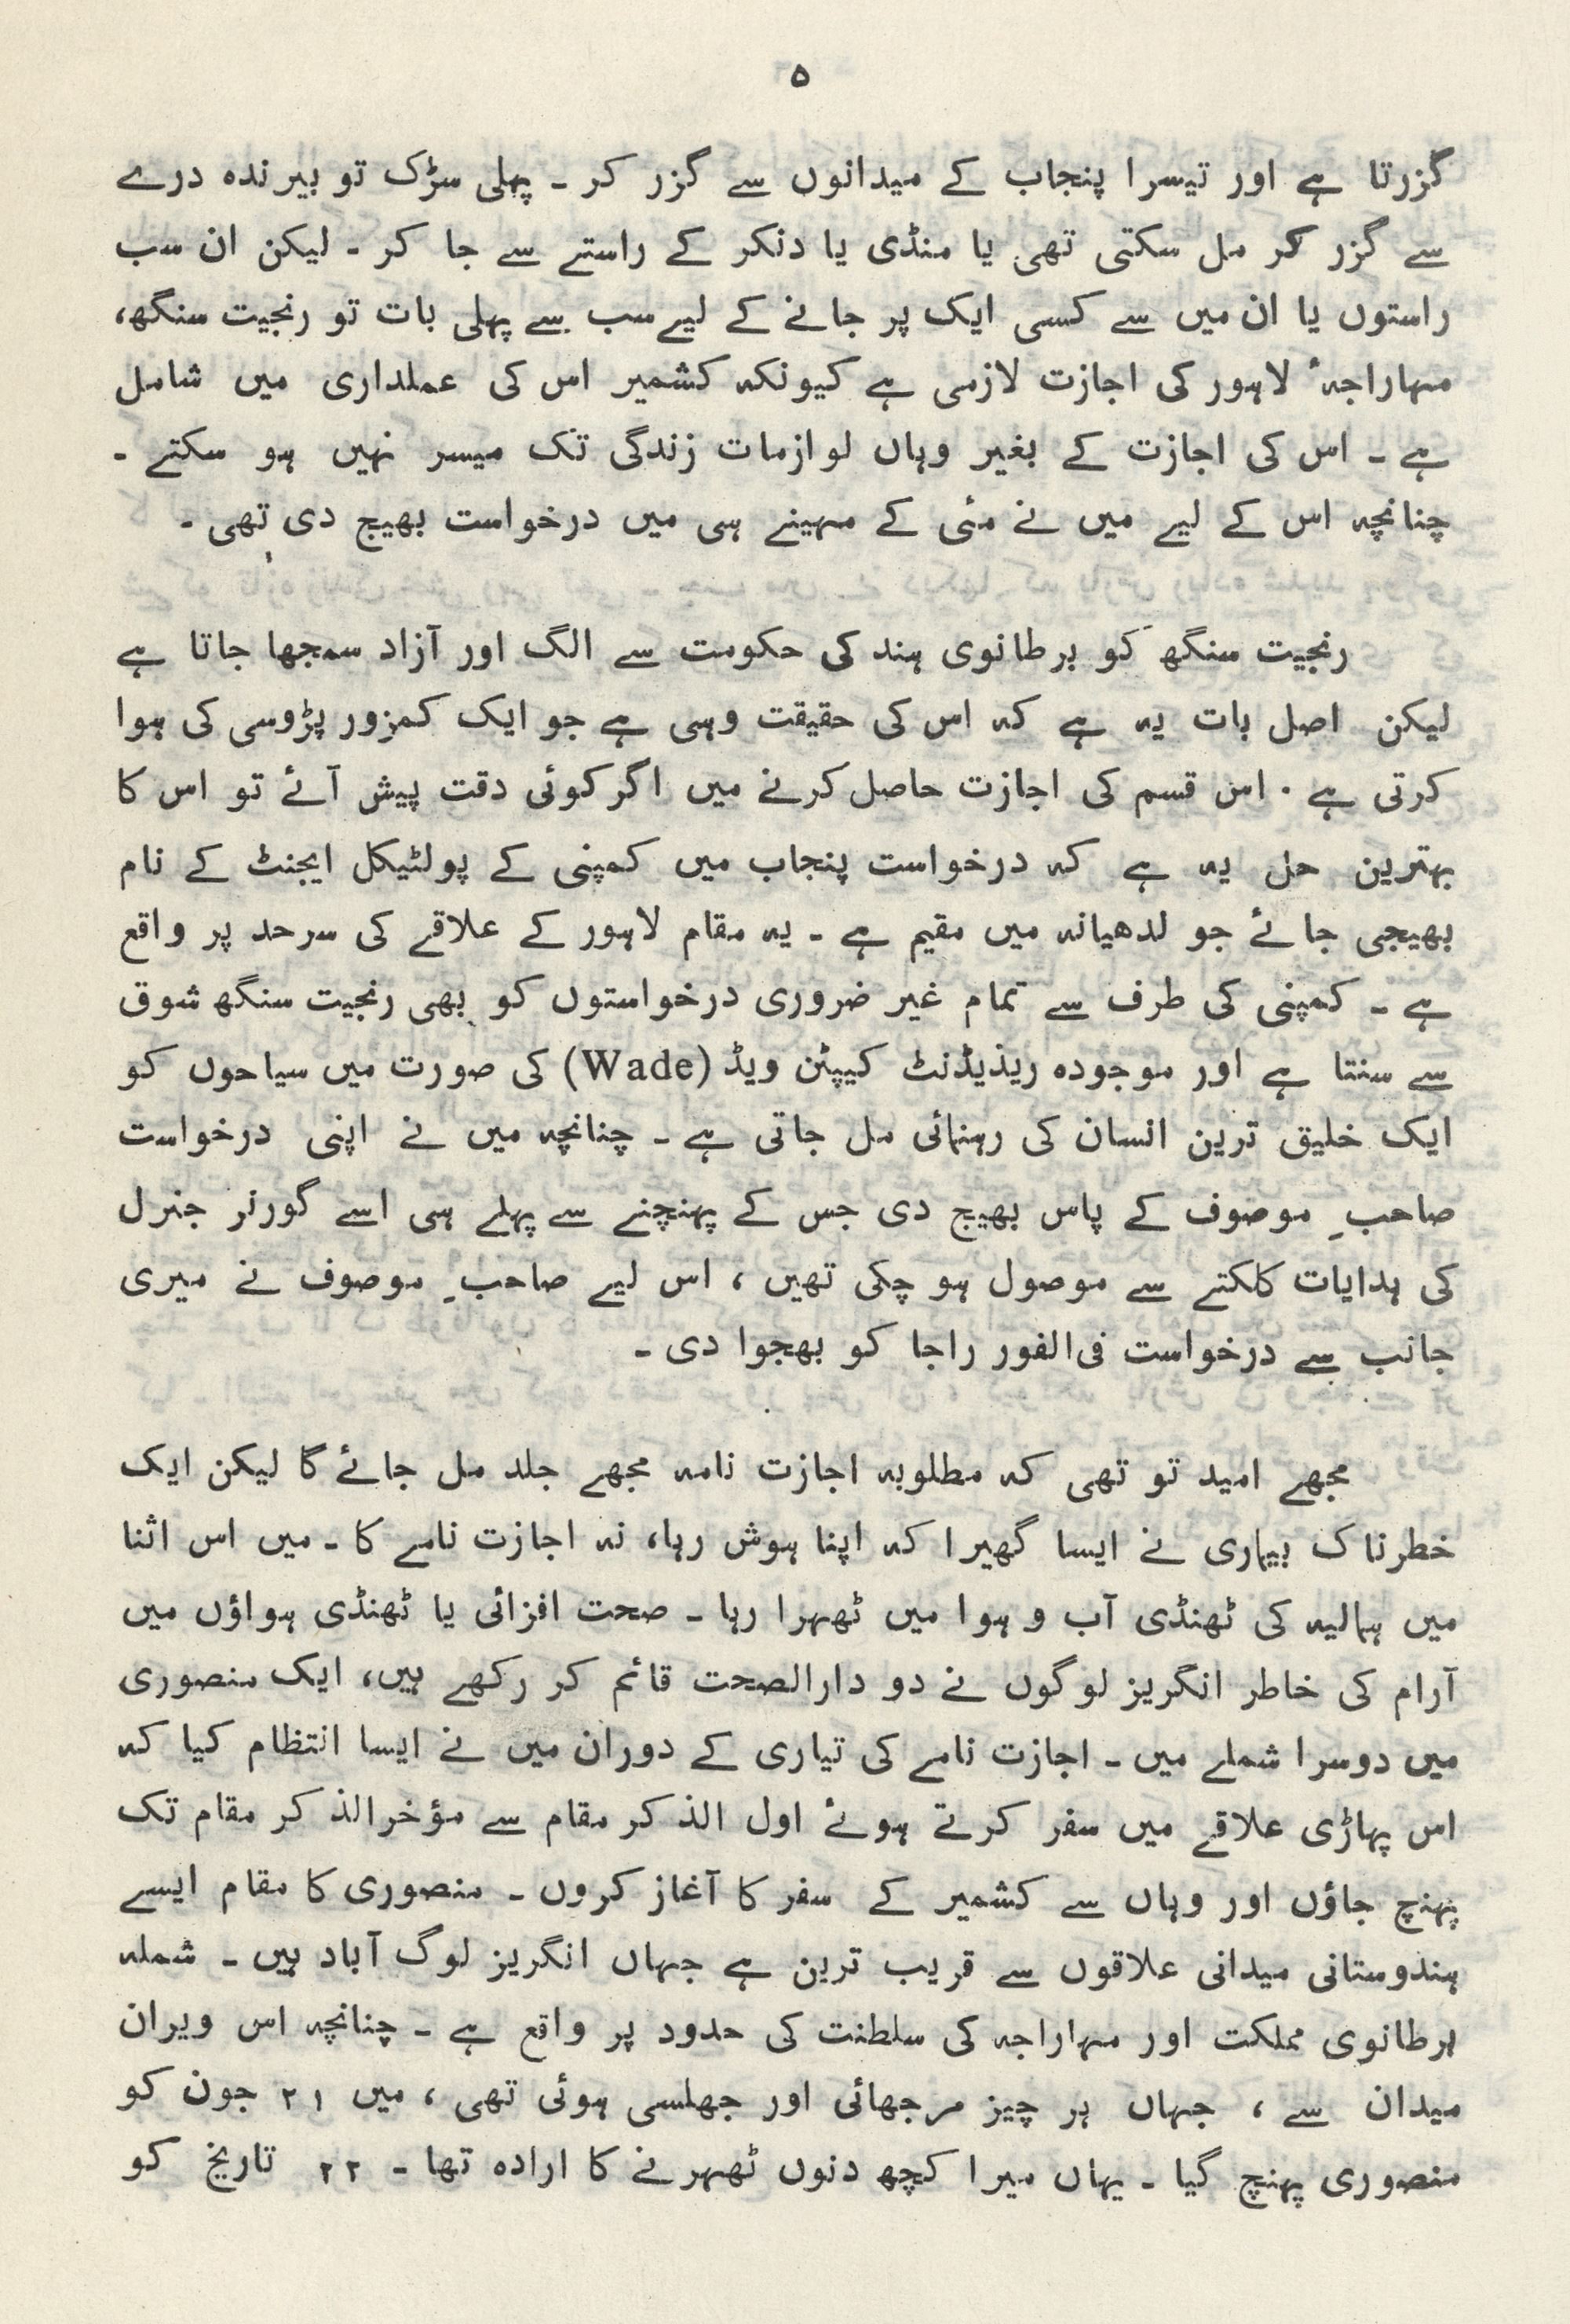 ۵
گزرتا ہے اور تیسرا پنجاب کے میدانوں سے گزر کر ۔ پہلی سڑک تو بیرندہ درے
سے گزر کر مل سکتی تھی یا منڈی یا دنکر کے راستے سے جا کر ۔ لیکن ان سب
راستوں یا ان میں سے کسی ایک پر جانے کے لیے سب سے پہلی بات تو رنجیت سنگھ،
مہاراجہٴ لاہور کی اجازت لازمی ہے کیونکہ کشمیر اس کی عملداری میں شامل
ہے ۔ اس کی اجازت کے بغیر وہاں لوازمات زندگی تک میسر نہیں ہو سکتے ۔
چنانچہ اس کے لیے میں نے مئی کے مہینے ہی میں درخواست بھیج دی تھی ۔
رنجیت سنگھ کو برطانوی ہند کی حکومت سے الگ اور آزاد سمجھا جاتا ہے
لیکن اصل بات یہ ہے کہ اس کی حقیقت وہی ہے جو ایک کمزور پڑوسی کی ہوا
کرتی ہے ۔ اس قسم کی اجازت حاصل کرنے میں اگر کوئی دقت پیش آئے تو اس کا
بہترین حل یہ ہے کہ درخواست پنجاب میں کمپنی کے پولٹیکل ایجنٹ کے نام
بھیجی جائے جو لدھیانہ میں مقیم ہے ۔ یہ مقام لاہور کے علاقے کی سرحد پر واقع
ہے ۔ کمپنی کی طرف سے تمام غیر ضروری درخواستوں کو بھی رنجیت سنگھ شوق
سے سنتا ہے اور موجودہ ریذیڈنٹ کیپٹن ویڈ (Wade) کی صورت میں سیاحوں کو
ایک خلیق ترین انسان کی رہنمائی مل جاتی ہے ۔ چنانچہ میں نے اپنی درخواست
صاحبِ موصوف کے پاس بھیج دی جس کے پہنچنے سے پہلے ہی اسے گورنر جنرل
کی ہدایات کلکتے سے موصول ہو چکی تھیں ، اس لیے صاحبِ موصوف نے میری
جانب سے درخواست فی‌الفور راجا کو بھجوا دی ۔
مجھے امید تو تھی کہ مطلوبہ اجازت نامہ مجھے جلد مل جائے گا لیکن ایک
خطرناک بیماری نے ایسا گھیرا کہ اپنا ہوش رہا، نہ اجازت نامے کا ۔ میں اس اثنا
میں ہمالیہ کی ٹھنڈی آب و ہوا میں ٹھہرا رہا ۔ صحت افزائی یا ٹھنڈی ہواؤں میں
آرام کی خاطر انگریز لوگوں نے دو دارالصحت قائم کر رکھے ہیں، ایک منصوری
میں دوسرا شملے میں ۔ اجازت نامے کی تیاری کے دوران میں نے ایسا انتظام کیا کہ
اس پہاڑی علاقے میں سفر کرتے ہوئے اول الذکر مقام سے مؤخرالذکر مقام تک
پہنچ جاؤں اور وہاں سے کشمیر کے سفر کا آغاز کروں ۔ منصوری کا مقام ایسے
ہندوستانی میدانی علاقوں سے قریب ترین ہے جہاں انگریز لوگ آباد ہیں ۔ شملہ
برطانوی مملکت اور مہاراجہ کی سلطنت کی حدود پر واقع ہے ۔ چنانچہ اس ویران
میدان سے ، جہاں ہر چیز مرجھائی اور جھلسی ہوئی تھی ، میں ۲۱ جون کو
منصوری پہنچ گیا ۔ یہاں میرا کچھ دنوں ٹھہرنے کا ارادہ تھا ۔ ۲۲ تاریخ کو